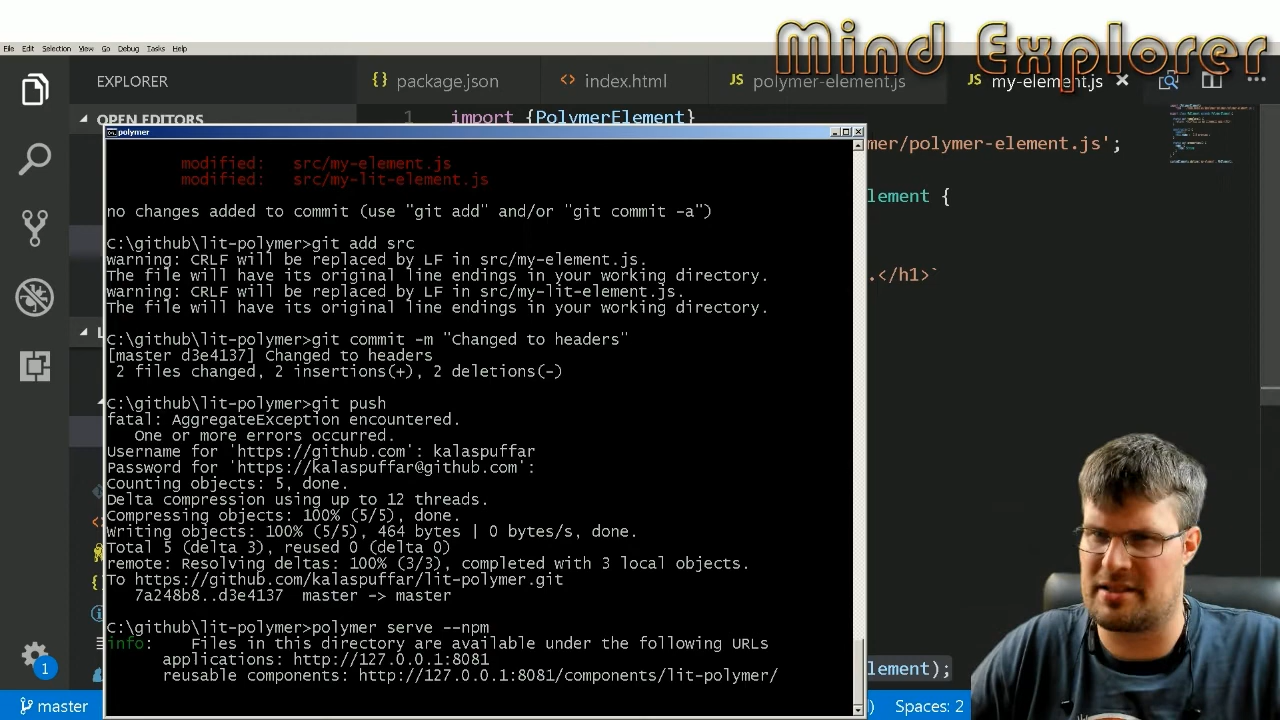 Mind Explorer
File Edit Selection View Go Debug Tasks Help
EXPLORER
package.json
index.html
JS polymer-element.js
JS my-element.js
OPEN EDITORS
1 import {PolymerElement}
polymer
mer/polymer-element.js';
lement {
.</h1>`
modified: src/my-element.js
modified: src/my-lit-element.js
no changes added to commit (use "git add" and/or "git commit -a")
C:\github\lit-polymer>git add src
warning: CRLF will be replaced by LF in src/my-element.js.
The file will have its original line endings in your working directory.
warning: CRLF will be replaced by LF in src/my-lit-element.js.
The file will have its original line endings in your working directory.
C:\github\lit-polymer>git commit -m "Changed to headers"
[master d3e4137] Changed to headers
2 files changed, 2 insertions(+), 2 deletions(-)
C:\github\lit-polymer>git push
fatal: AggregateException encountered.
One or more errors occurred.
Username for 'https://github.com': kalaspuffar
Password for 'https://kalaspuffar@github.com':
Counting objects: 5, done.
Delta compression using up to 12 threads.
Compressing objects: 100% (5/5), done.
Writing objects: 100% (5/5), 464 bytes | 0 bytes/s, done.
Total 5 (delta 3), reused 0 (delta 0)
remote: Resolving deltas: 100% (3/3), completed with 3 local objects.
To https://github.com/kalaspuffar/lit-polymer.git
7a248b8..d3e4137 master -> master
C:\github\lit-polymer>polymer serve --npm
info: Files in this directory are available under the following URLs
applications: http://127.0.0.1:8081
reusable components: http://127.0.0.1:8081/components/lit-polymer/
lement);
1
master
Spaces: 2